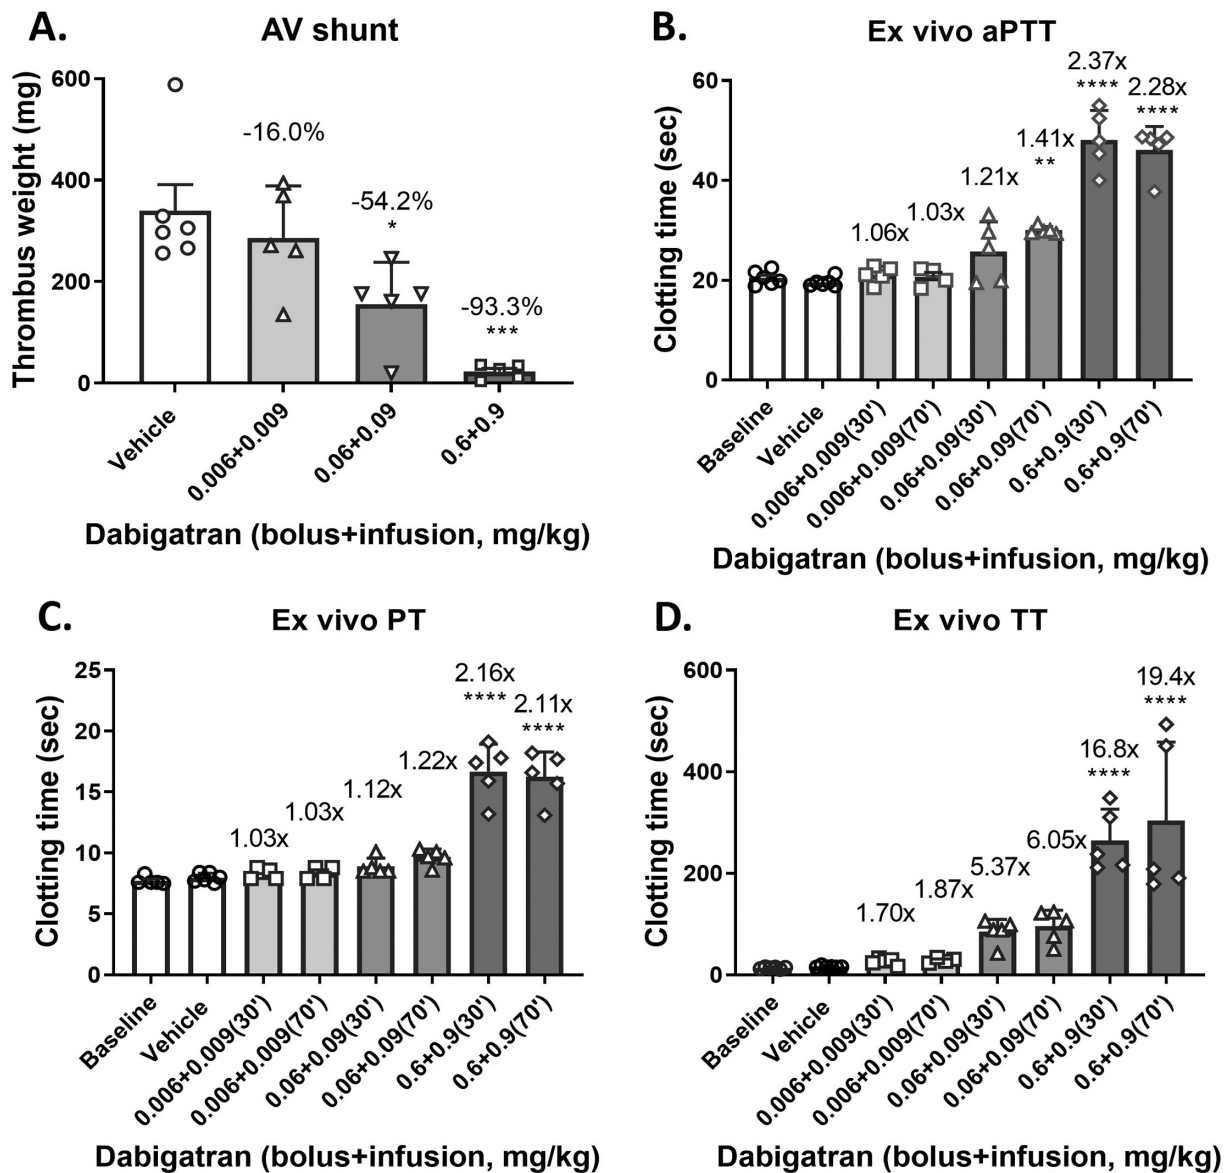 A.
AV shunt
Thrombus weight (mg)
600
400
200
0
-16.0%
-54.2%
*
-93.3%
***
Vehicle
0.006+0.009
0.06+0.09
0.6+0.9
Dabigatran (bolus+infusion, mg/kg)
B.
Ex vivo aPTT
Clotting time (sec)
60
40
20
0
1.06x
1.03x
1.21x
1.41x
**
2.37x
****
2.28x
****
Baseline
Vehicle
0.006+0.009(30')
0.006+0.009(70')
0.06+0.09(30')
0.06+0.09(70')
0.6+0.9(30')
0.6+0.9(70')
Dabigatran (bolus+infusion, mg/kg)
C.
Ex vivo PT
Clotting time (sec)
25
20
15
10
5
0
1.03x
1.03x
1.12x
1.22x
2.16x
****
2.11x
****
Baseline
Vehicle
0.006+0.009(30')
0.006+0.009(70')
0.06+0.09(30')
0.06+0.09(70')
0.6+0.9(30')
0.6+0.9(70')
Dabigatran (bolus+infusion, mg/kg)
D.
Ex vivo TT
Clotting time (sec)
600
400
200
0
1.70x
1.87x
5.37x
6.05x
16.8x
****
19.4x
****
Baseline
Vehicle
0.006+0.009(30')
0.006+0.009(70')
0.06+0.09(30')
0.06+0.09(70')
0.6+0.9(30')
0.6+0.9(70')
Dabigatran (bolus+infusion, mg/kg)